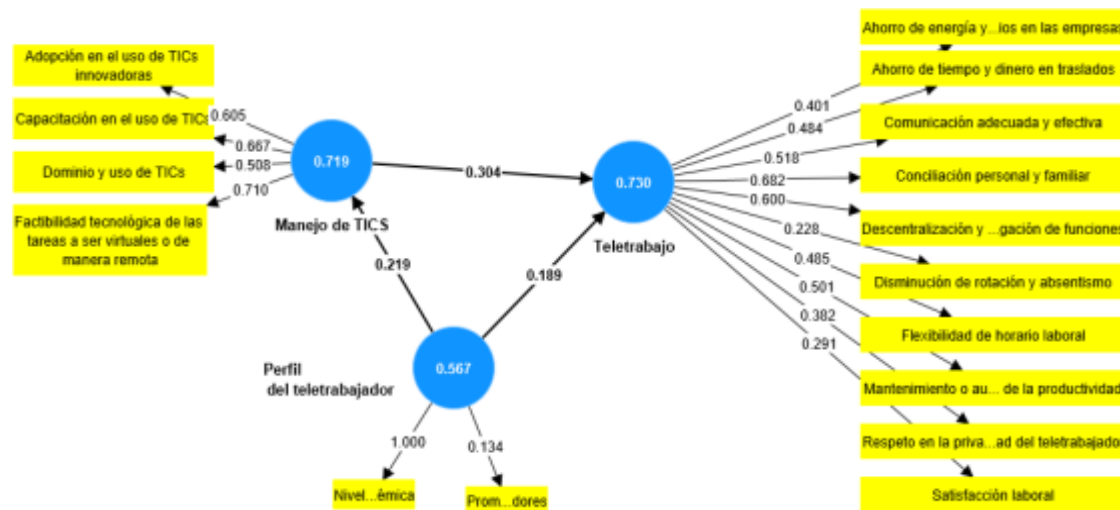 Adopción en el uso de TICs
innovadoras
Capacitación en el uso de TICs
Dominio y uso de TICs
Factibilidad tecnológica de las
tareas a ser virtuales o de
manera remota
0.605
0.667
0.508
0.710
0.719
Manejo de TICS
0.304
0.219
0.189
0.730
Teletrabajo
Perfil
del teletrabajador
0.567
1.000
0.134
Nivel...émica
Prom...dores
0.401
0.484
0.518
0.682
0.600
0.228
0.485
0.501
0.382
0.291
Ahorro de energía y...ios en las empresas
Ahorro de tiempo y dinero en traslados
Comunicación adecuada y efectiva
Conciliación personal y familiar
Descentralización y ...gación de funciones
Disminución de rotación y absentismo
Flexibilidad de horario laboral
Mantenimiento o au... de la productividad
Respeto en la priva...ad del teletrabajador
Satisfacción laboral